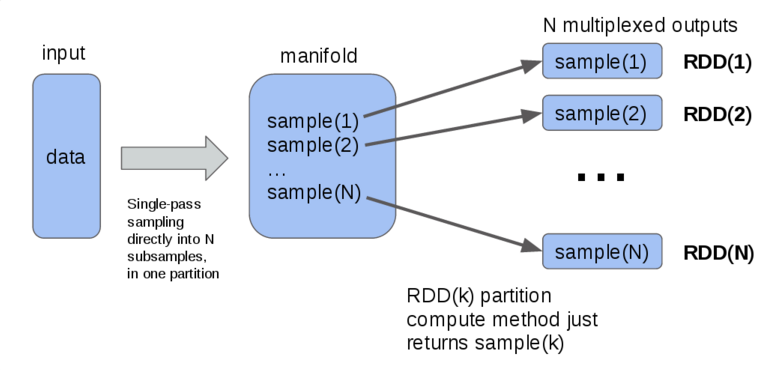 input
data
Single-pass
sampling
directly into N
subsamples,
in one partition
manifold
sample(1)
sample(2)
...
sample(N)
N multiplexed outputs
sample(1) RDD(1)
sample(2) RDD(2)
...
sample(N) RDD(N)
RDD(k) partition
compute method just
returns sample(k)